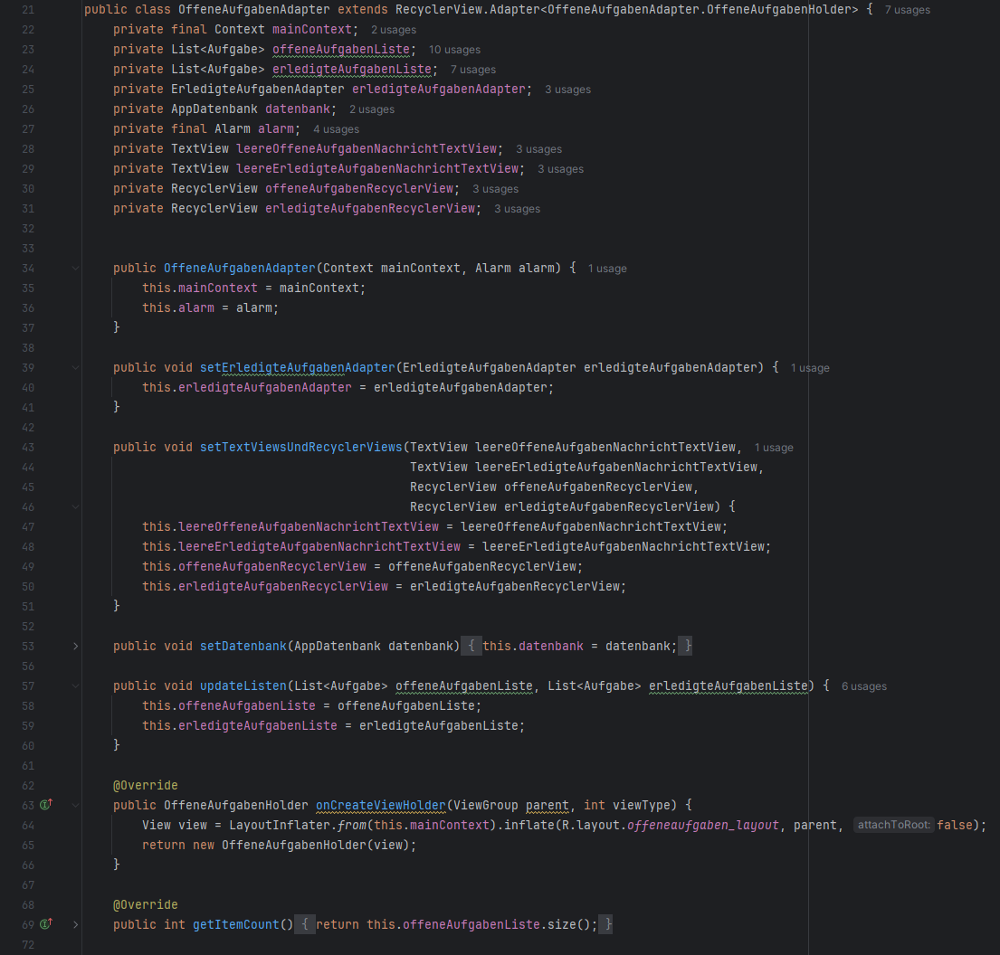 21 public class OffeneAufgabenAdapter extends RecyclerView.Adapter<OffeneAufgabenAdapter.OffeneAufgabenHolder> { 7 usages
22 private final Context mainContext; 2 usages
23 private List<Aufgabe> offeneAufgabenListe; 10 usages
24 private List<Aufgabe> erledigteAufgabenListe; 7 usages
25 private ErledigteAufgabenAdapter erledigteAufgabenAdapter; 3 usages
26 private AppDatenbank datenbank; 2 usages
27 private final Alarm alarm; 4 usages
28 private TextView leereOffeneAufgabenNachrichtTextView; 3 usages
29 private TextView leereErledigteAufgabenNachrichtTextView; 3 usages
30 private RecyclerView offeneAufgabenRecyclerView; 3 usages
31 private RecyclerView erledigteAufgabenRecyclerView; 3 usages
32
33
34 public OffeneAufgabenAdapter(Context mainContext, Alarm alarm) { 1 usage
35 this.mainContext = mainContext;
36 this.alarm = alarm;
37 }
38
39 public void setErledigteAufgabenAdapter(ErledigteAufgabenAdapter erledigteAufgabenAdapter) { 1 usage
40 this.erledigteAufgabenAdapter = erledigteAufgabenAdapter;
41 }
42
43 public void setTextViewsUndRecyclerViews(TextView leereOffeneAufgabenNachrichtTextView, 1 usage
44 TextView leereErledigteAufgabenNachrichtTextView,
45 RecyclerView offeneAufgabenRecyclerView,
46 RecyclerView erledigteAufgabenRecyclerView) {
47 this.leereOffeneAufgabenNachrichtTextView = leereOffeneAufgabenNachrichtTextView;
48 this.leereErledigteAufgabenNachrichtTextView = leereErledigteAufgabenNachrichtTextView;
49 this.offeneAufgabenRecyclerView = offeneAufgabenRecyclerView;
50 this.erledigteAufgabenRecyclerView = erledigteAufgabenRecyclerView;
51 }
52
53 public void setDatenbank(AppDatenbank datenbank) { this.datenbank = datenbank; }
56
57 public void updateListen(List<Aufgabe> offeneAufgabenListe, List<Aufgabe> erledigteAufgabenListe) { 6 usages
58 this.offeneAufgabenListe = offeneAufgabenListe;
59 this.erledigteAufgabenListe = erledigteAufgabenListe;
60 }
61
62 @Override
63 public OffeneAufgabenHolder onCreateViewHolder(ViewGroup parent, int viewType) {
64 View view = LayoutInflater.from(this.mainContext).inflate(R.layout.offeneaufgaben_layout, parent, attachToRoot: false);
65 return new OffeneAufgabenHolder(view);
66 }
67
68 @Override
69 public int getItemCount() { return this.offeneAufgabenListe.size(); }
72